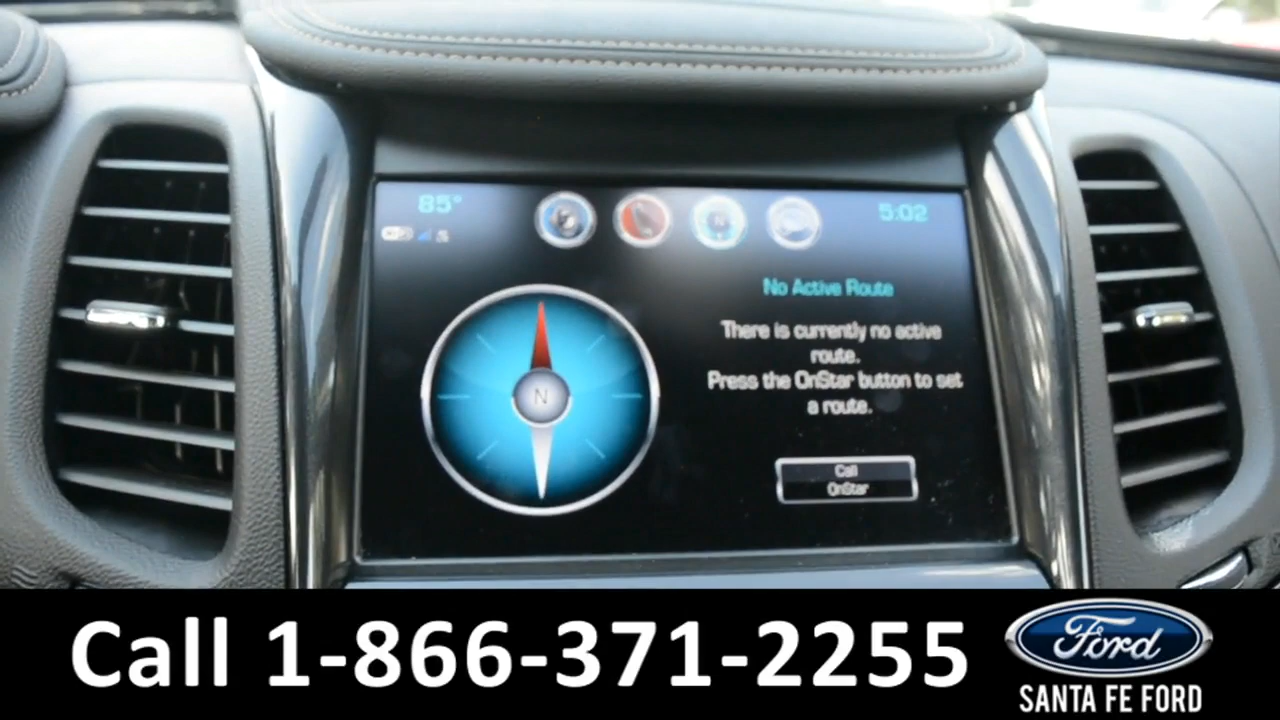 85°
5:02
N
No Active Route
There is currently no active
route.
Press the OnStar button to set
a route.
N
Call
OnStar
Call 1-866-371-2255
Ford
SANTA FE FORD